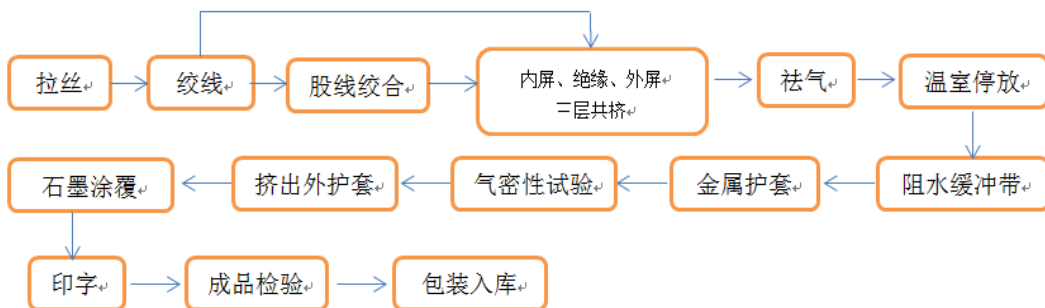 拉丝
绞线
股线绞合
内屏、绝缘、外屏
三层共挤
祛气
温室停放
阻水缓冲带
金属护套
气密性试验
挤出外护套
石墨涂覆
印字
成品检验
包装入库